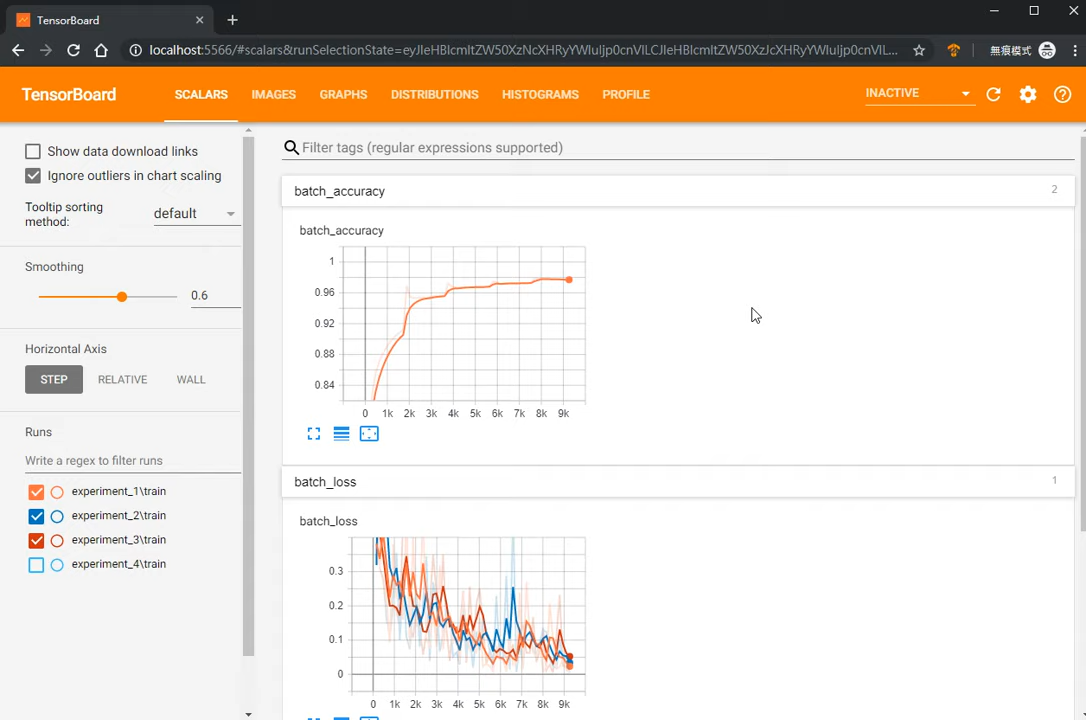 TensorBoard
localhost:5566/#scalars&runSelectionState=eyJleHBlcmltZW50XzNcXHRyYWluIjp0cnVlLCJleHBlcmltZW50XzJcXHRyYWluIjp0cnVlL...
無痕模式
TensorBoard
SCALARS IMAGES GRAPHS DISTRIBUTIONS HISTOGRAMS PROFILE
INACTIVE
Show data download links
Ignore outliers in chart scaling
Tooltip sorting
method:
default
Smoothing
0.6
Horizontal Axis
STEP RELATIVE WALL
Runs
Write a regex to filter runs
experiment_1\train
experiment_2\train
experiment_3\train
experiment_4\train
Filter tags (regular expressions supported)
batch_accuracy 2
batch_accuracy
1
0.96
0.92
0.88
0.84
0 1k 2k 3k 4k 5k 6k 7k 8k 9k
batch_loss 1
batch_loss
0.3
0.2
0.1
0
0 1k 2k 3k 4k 5k 6k 7k 8k 9k